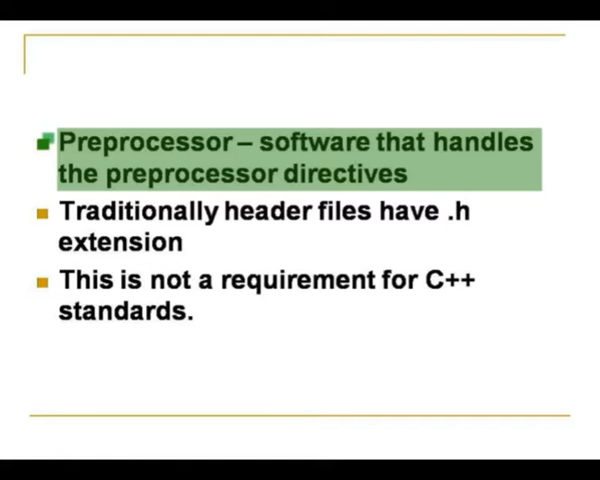 Preprocessor – software that handles
the preprocessor directives
Traditionally header files have .h
extension
This is not a requirement for C++
standards.